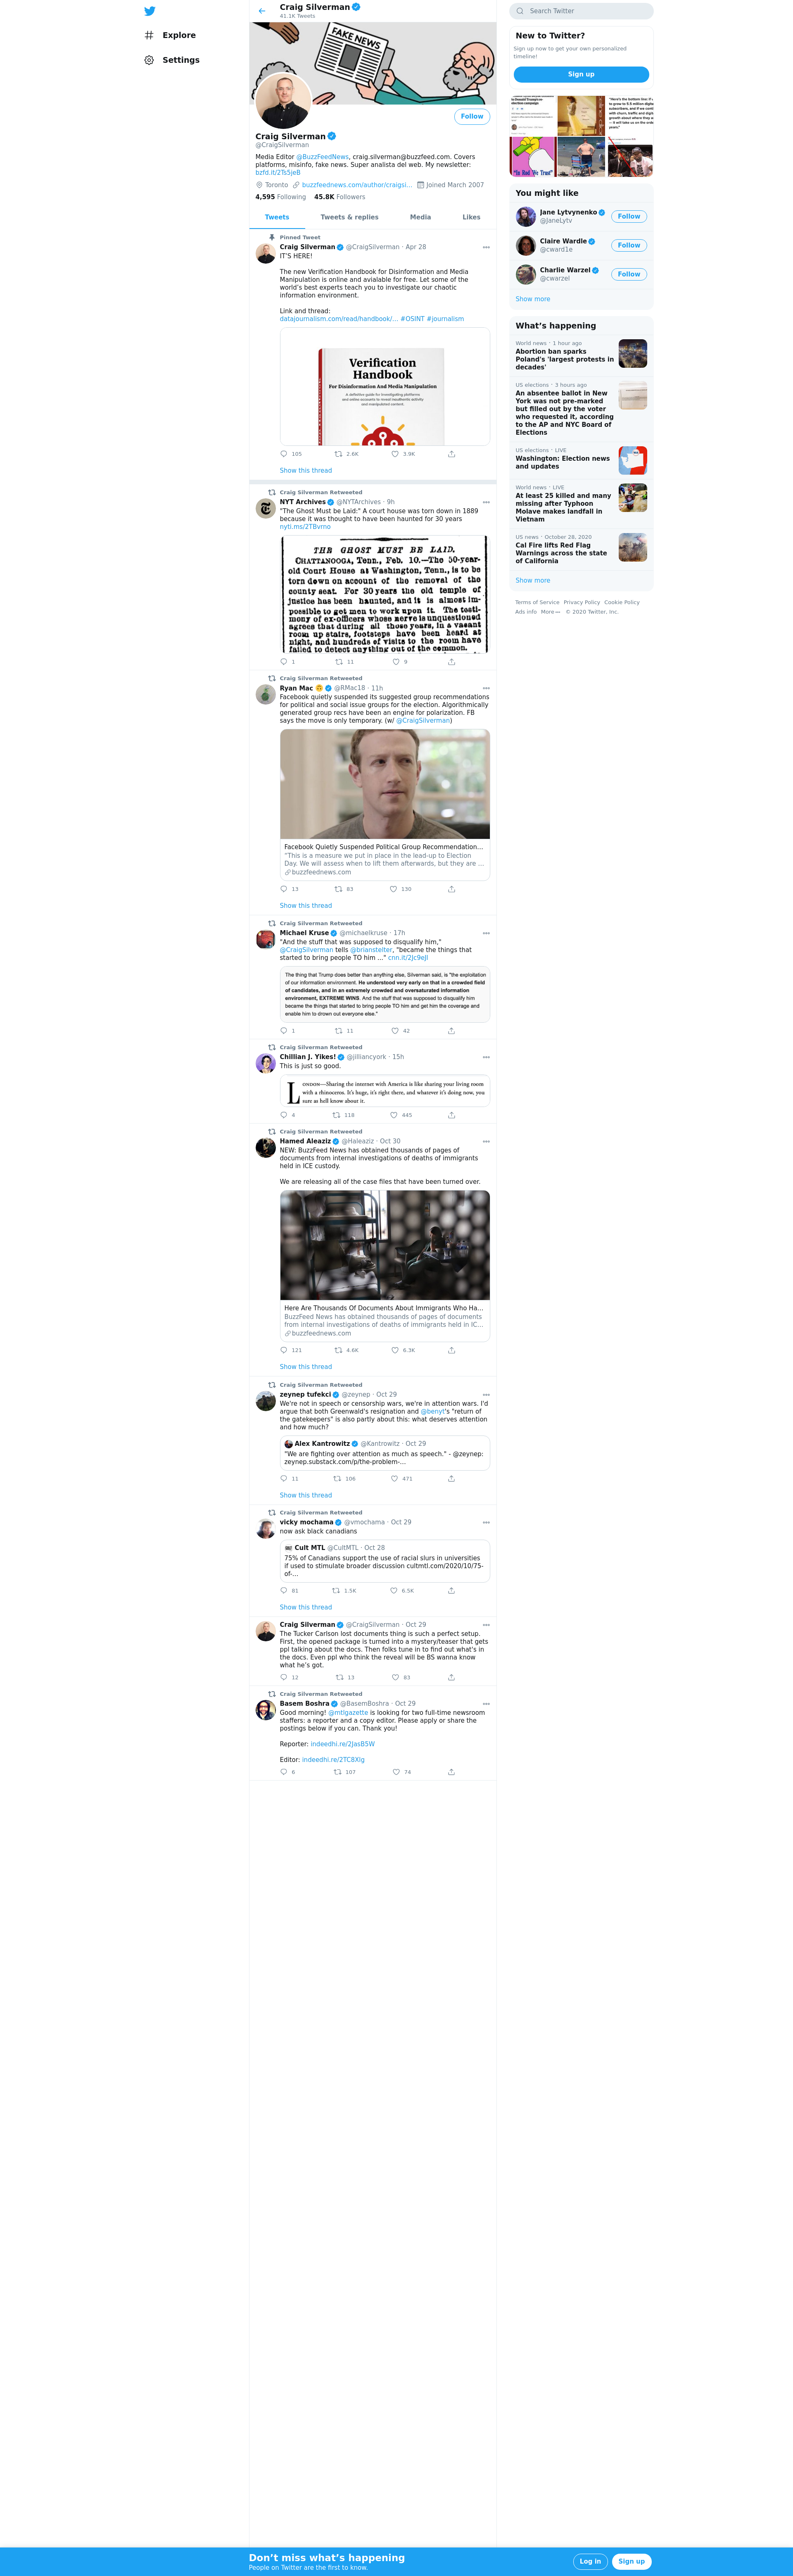 Explore
Settings
Craig Silverman
41.1K Tweets
FAKE NEWS
Follow
Craig Silverman
@CraigSilverman
Media Editor @BuzzFeedNews, craig.silverman@buzzfeed.com. Covers
platforms, misinfo, fake news. Super analista del web. My newsletter:
bzfd.it/2Ts5JeB
Toronto buzzfeednews.com/author/craigsi… Joined March 2007
4,595 Following 45.8K Followers
Tweets Tweets & replies Media Likes
Pinned Tweet
Craig Silverman @CraigSilverman · Apr 28
IT'S HERE!
The new Verification Handbook for Disinformation and Media
Manipulation is online and avialable for free. Let some of the
world's best experts teach you to investigate our chaotic
information environment.
Link and thread:
datajournalism.com/read/handbook/… #OSINT #journalism
Verification
Handbook
For Disinformation And Media Manipulation
A definitive guide for investigating platforms
and online accounts to reveal inauthentic activity
and manipulated content
105 2.6K 3.9K
Show this thread
Craig Silverman Retweeted
NYT Archives @NYTArchives · 9h
"The Ghost Must be Laid:" A court house was torn down in 1889
because it was thought to have been haunted for 30 years
nyti.ms/2TBvrno
THE GHOST MUST BE LAID.
CHATTANOOGA, Tenn., Feb. 10.—The 50-year-
old Court House at Washington, Tenn., is to be
torn down on account of the removal of the
county seat. For 30 years the old temple of
justice has been haunted, and it is almost im-
possible to get men to work upon it. The testi-
mony of ex-officers whose nerve is unquestioned
agrees that all those years, in a vacant
room up stairs, footsteps have been heard at
night, and hundreds of visits to the room have
failed to detect anything out of the ordinary.
1 11 9
Craig Silverman Retweeted
Ryan Mac 🙃 @RMac18 · 11h
Facebook quietly suspended its suggested group recommendations
for political and social issue groups for the election. Algorithmically
generated group recs have been an engine for polarization. FB
says the move is only temporary. (w/ @CraigSilverman)
Facebook Quietly Suspended Political Group Recommendation…
"This is a measure we put in place in the lead-up to Election
Day. We will assess when to lift them afterwards, but they are …
buzzfeednews.com
13 83 130
Show this thread
Craig Silverman Retweeted
Michael Kruse @michaelkruse · 17h
"And the stuff that was supposed to disqualify him,"
@CraigSilverman tells @brianstelter, "became the things that
started to bring people TO him ..." cnn.it/2Jc9eJl
The thing that Trump does better than anything else, Silverman said, is "the exploitation
of our information environment. He understood very early on that in a crowded field
of candidates, and in an extremely crowded and oversaturated information
environment, EXTREME WINS. And the stuff that was supposed to disqualify him
became the things that started to bring people TO him and get him the coverage and
enable him to drown out everyone else."
1 11 42
Craig Silverman Retweeted
Chillian J. Yikes! @jilliancyork · 15h
This is just so good.
LONDON—Sharing the internet with America is like sharing your living room
with a rhinoceros. It's huge, it's right there, and whatever it's doing now, you
sure as hell know about it.
4 118 445
Craig Silverman Retweeted
Hamed Aleaziz @Haleaziz · Oct 30
NEW: BuzzFeed News has obtained thousands of pages of
documents from internal investigations of deaths of immigrants
held in ICE custody.
We are releasing all of the case files that have been turned over.
Here Are Thousands Of Documents About Immigrants Who Ha…
BuzzFeed News has obtained thousands of pages of documents
from internal investigations of deaths of immigrants held in IC…
buzzfeednews.com
121 4.6K 6.3K
Show this thread
Craig Silverman Retweeted
zeynep tufekci @zeynep · Oct 29
We're not in speech or censorship wars, we're in attention wars. I'd
argue that both Greenwald's resignation and @benyt's "return of
the gatekeepers" is also partly about this: what deserves attention
and how much?
Alex Kantrowitz @Kantrowitz · Oct 29
"We are fighting over attention as much as speech." - @zeynep:
zeynep.substack.com/p/the-problem-…
11 106 471
Show this thread
Craig Silverman Retweeted
vicky mochama @vmochama · Oct 29
now ask black canadians
Cult MTL @CultMTL · Oct 28
75% of Canadians support the use of racial slurs in universities
if used to stimulate broader discussion cultmtl.com/2020/10/75-
of-…
81 1.5K 6.5K
Show this thread
Craig Silverman @CraigSilverman · Oct 29
The Tucker Carlson lost documents thing is such a perfect setup.
First, the opened package is turned into a mystery/teaser that gets
ppl talking about the docs. Then folks tune in to find out what's in
the docs. Even ppl who think the reveal will be BS wanna know
what he's got.
12 13 83
Craig Silverman Retweeted
Basem Boshra @BasemBoshra · Oct 29
Good morning! @mtlgazette is looking for two full-time newsroom
staffers: a reporter and a copy editor. Please apply or share the
postings below if you can. Thank you!
Reporter: indeedhi.re/2JasB5W
Editor: indeedhi.re/2TC8Xlg
6 107 74
Search Twitter
New to Twitter?
Sign up now to get your own personalized
timeline!
Sign up
"In Rod We Trust"
You might like
Jane Lytvynenko
@JaneLytv
Follow
Claire Wardle
@cward1e
Follow
Charlie Warzel
@cwarzel
Follow
Show more
What's happening
World news · 1 hour ago
Abortion ban sparks
Poland's 'largest protests in
decades'
US elections · 3 hours ago
An absentee ballot in New
York was not pre-marked
but filled out by the voter
who requested it, according
to the AP and NYC Board of
Elections
US elections · LIVE
Washington: Election news
and updates
World news · LIVE
At least 25 killed and many
missing after Typhoon
Molave makes landfall in
Vietnam
US news · October 28, 2020
Cal Fire lifts Red Flag
Warnings across the state
of California
Show more
Terms of Service Privacy Policy Cookie Policy
Ads info More © 2020 Twitter, Inc.
Don't miss what's happening
People on Twitter are the first to know.
Log in Sign up